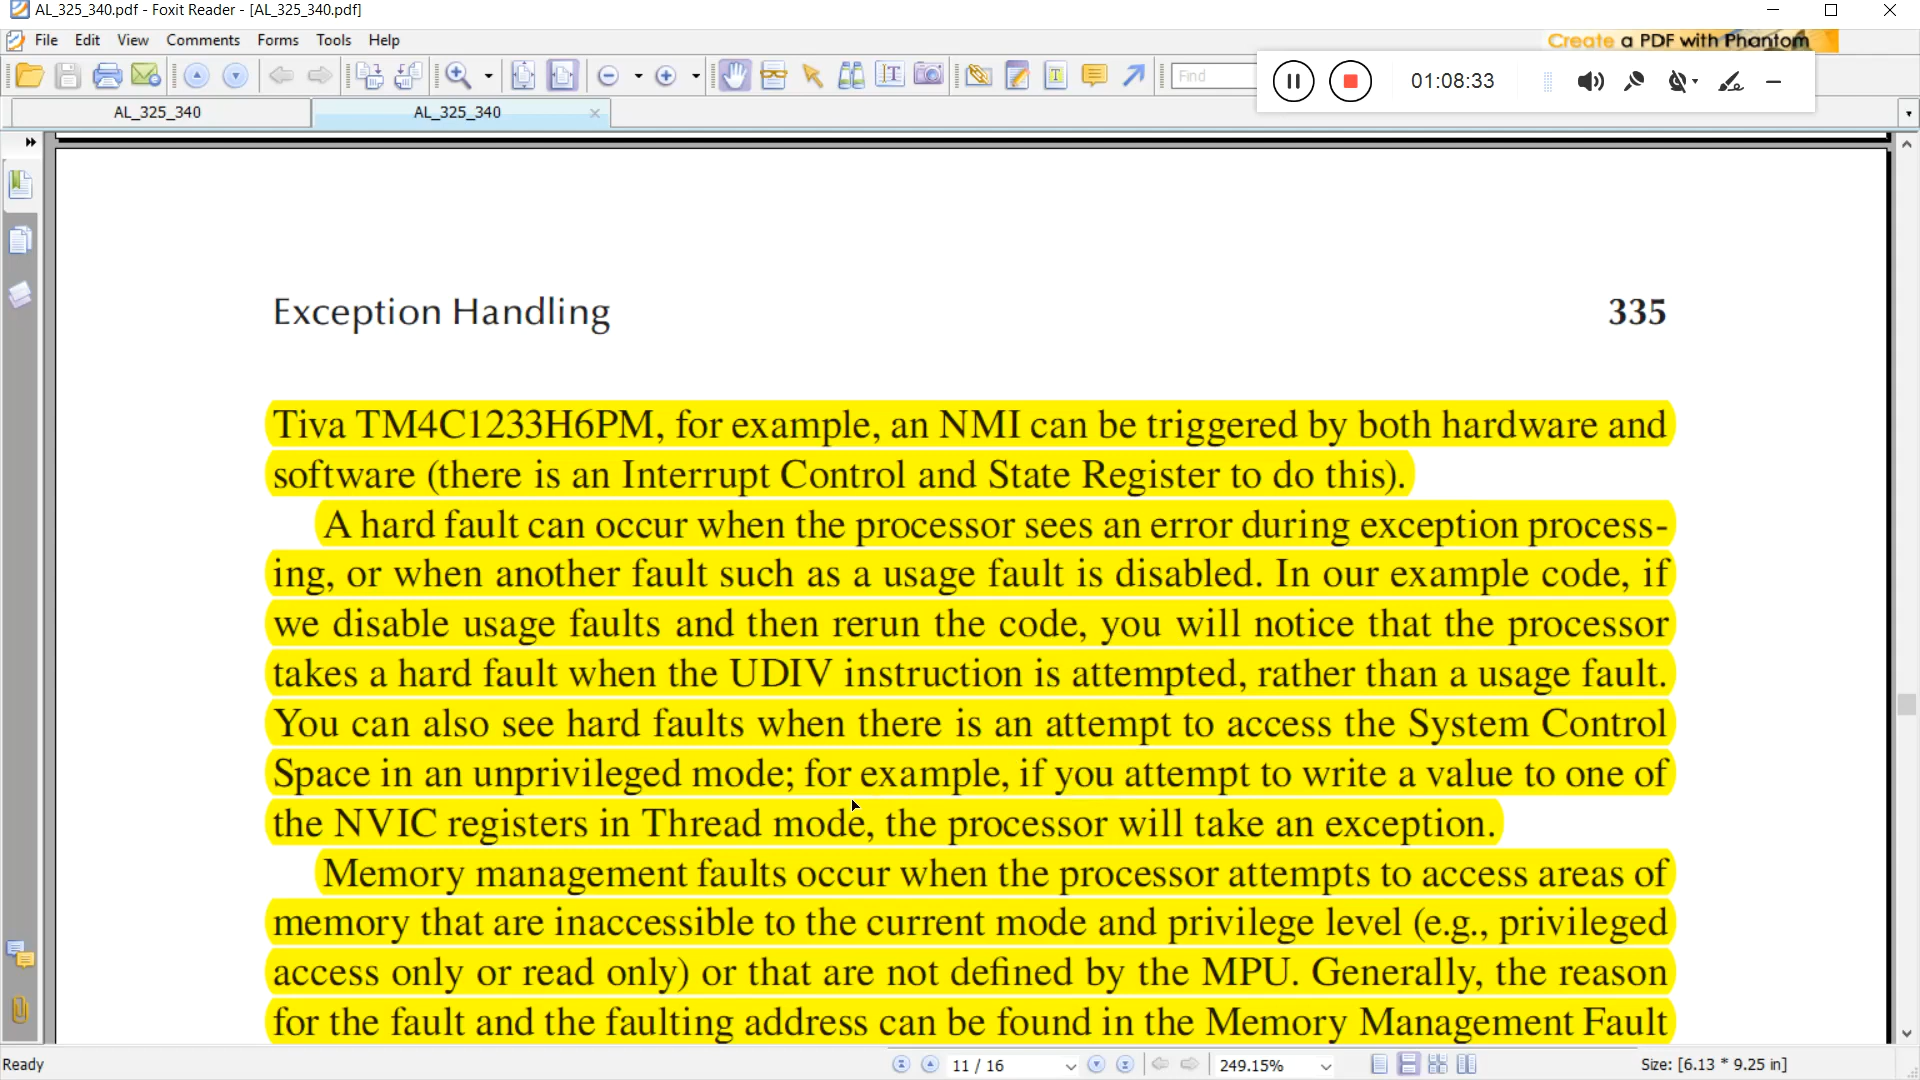 AL_325_340.pdf - Foxit Reader - [AL_325_340.pdf]
File Edit View Comments Forms Tools Help
Create a PDF with Phantom
Find
01:08:33
AL_325_340 AL_325_340
Exception Handling 335
Tiva TM4C1233H6PM, for example, an NMI can be triggered by both hardware and
software (there is an Interrupt Control and State Register to do this).
A hard fault can occur when the processor sees an error during exception process-
ing, or when another fault such as a usage fault is disabled. In our example code, if
we disable usage faults and then rerun the code, you will notice that the processor
takes a hard fault when the UDIV instruction is attempted, rather than a usage fault.
You can also see hard faults when there is an attempt to access the System Control
Space in an unprivileged mode; for example, if you attempt to write a value to one of
the NVIC registers in Thread mode, the processor will take an exception.
Memory management faults occur when the processor attempts to access areas of
memory that are inaccessible to the current mode and privilege level (e.g., privileged
access only or read only) or that are not defined by the MPU. Generally, the reason
for the fault and the faulting address can be found in the Memory Management Fault
Ready 11 / 16 249.15% Size: [6.13 * 9.25 in]